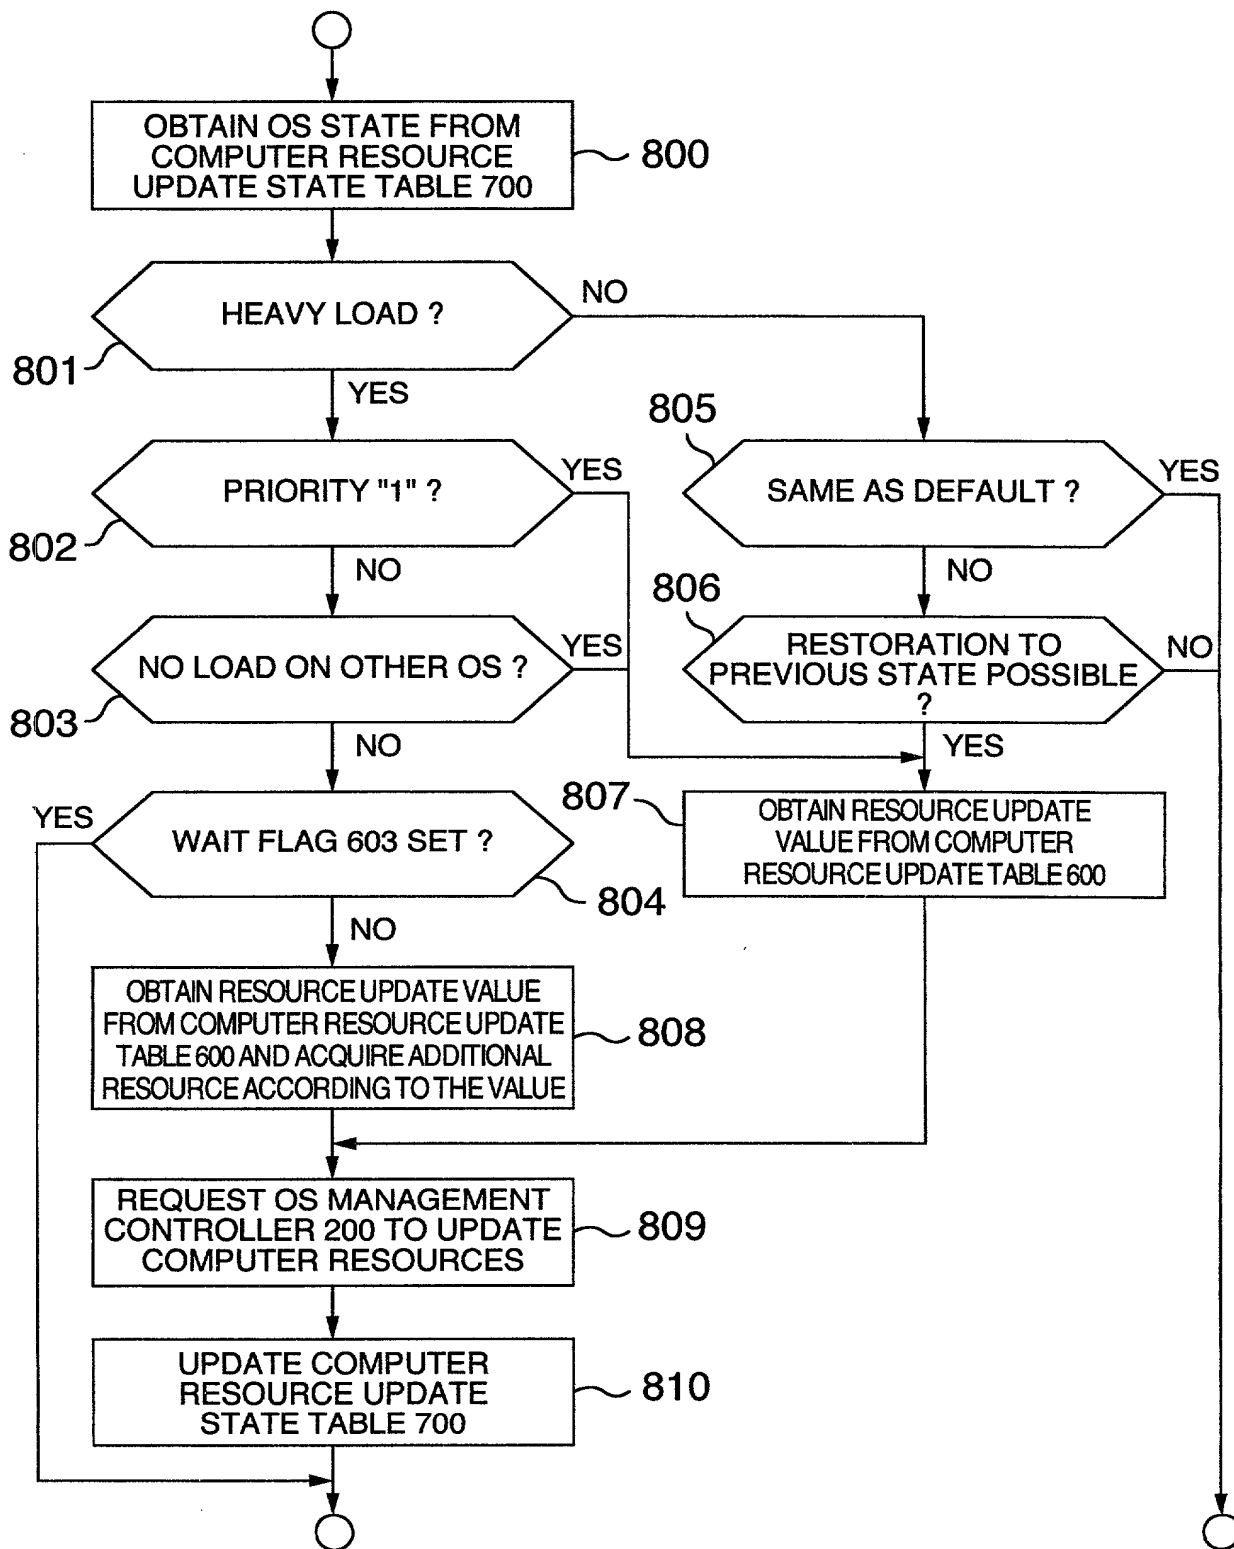 OBTAIN OS STATE FROM
COMPUTER RESOURCE
UPDATE STATE TABLE 700
800
HEAVY LOAD ?
NO
801
YES
805
PRIORITY "1" ?
YES
SAME AS DEFAULT ?
YES
802
NO
NO
806
NO LOAD ON OTHER OS ?
YES
RESTORATION TO
PREVIOUS STATE POSSIBLE
?
NO
803
NO
YES
807
YES
WAIT FLAG 603 SET ?
OBTAIN RESOURCE UPDATE
VALUE FROM COMPUTER
RESOURCE UPDATE TABLE 600
804
NO
OBTAIN RESOURCE UPDATE VALUE
FROM COMPUTER RESOURCE UPDATE
TABLE 600 AND ACQUIRE ADDITIONAL
RESOURCE ACCORDING TO THE VALUE
808
REQUEST OS MANAGEMENT
CONTROLLER 200 TO UPDATE
COMPUTER RESOURCES
809
UPDATE COMPUTER
RESOURCE UPDATE
STATE TABLE 700
810